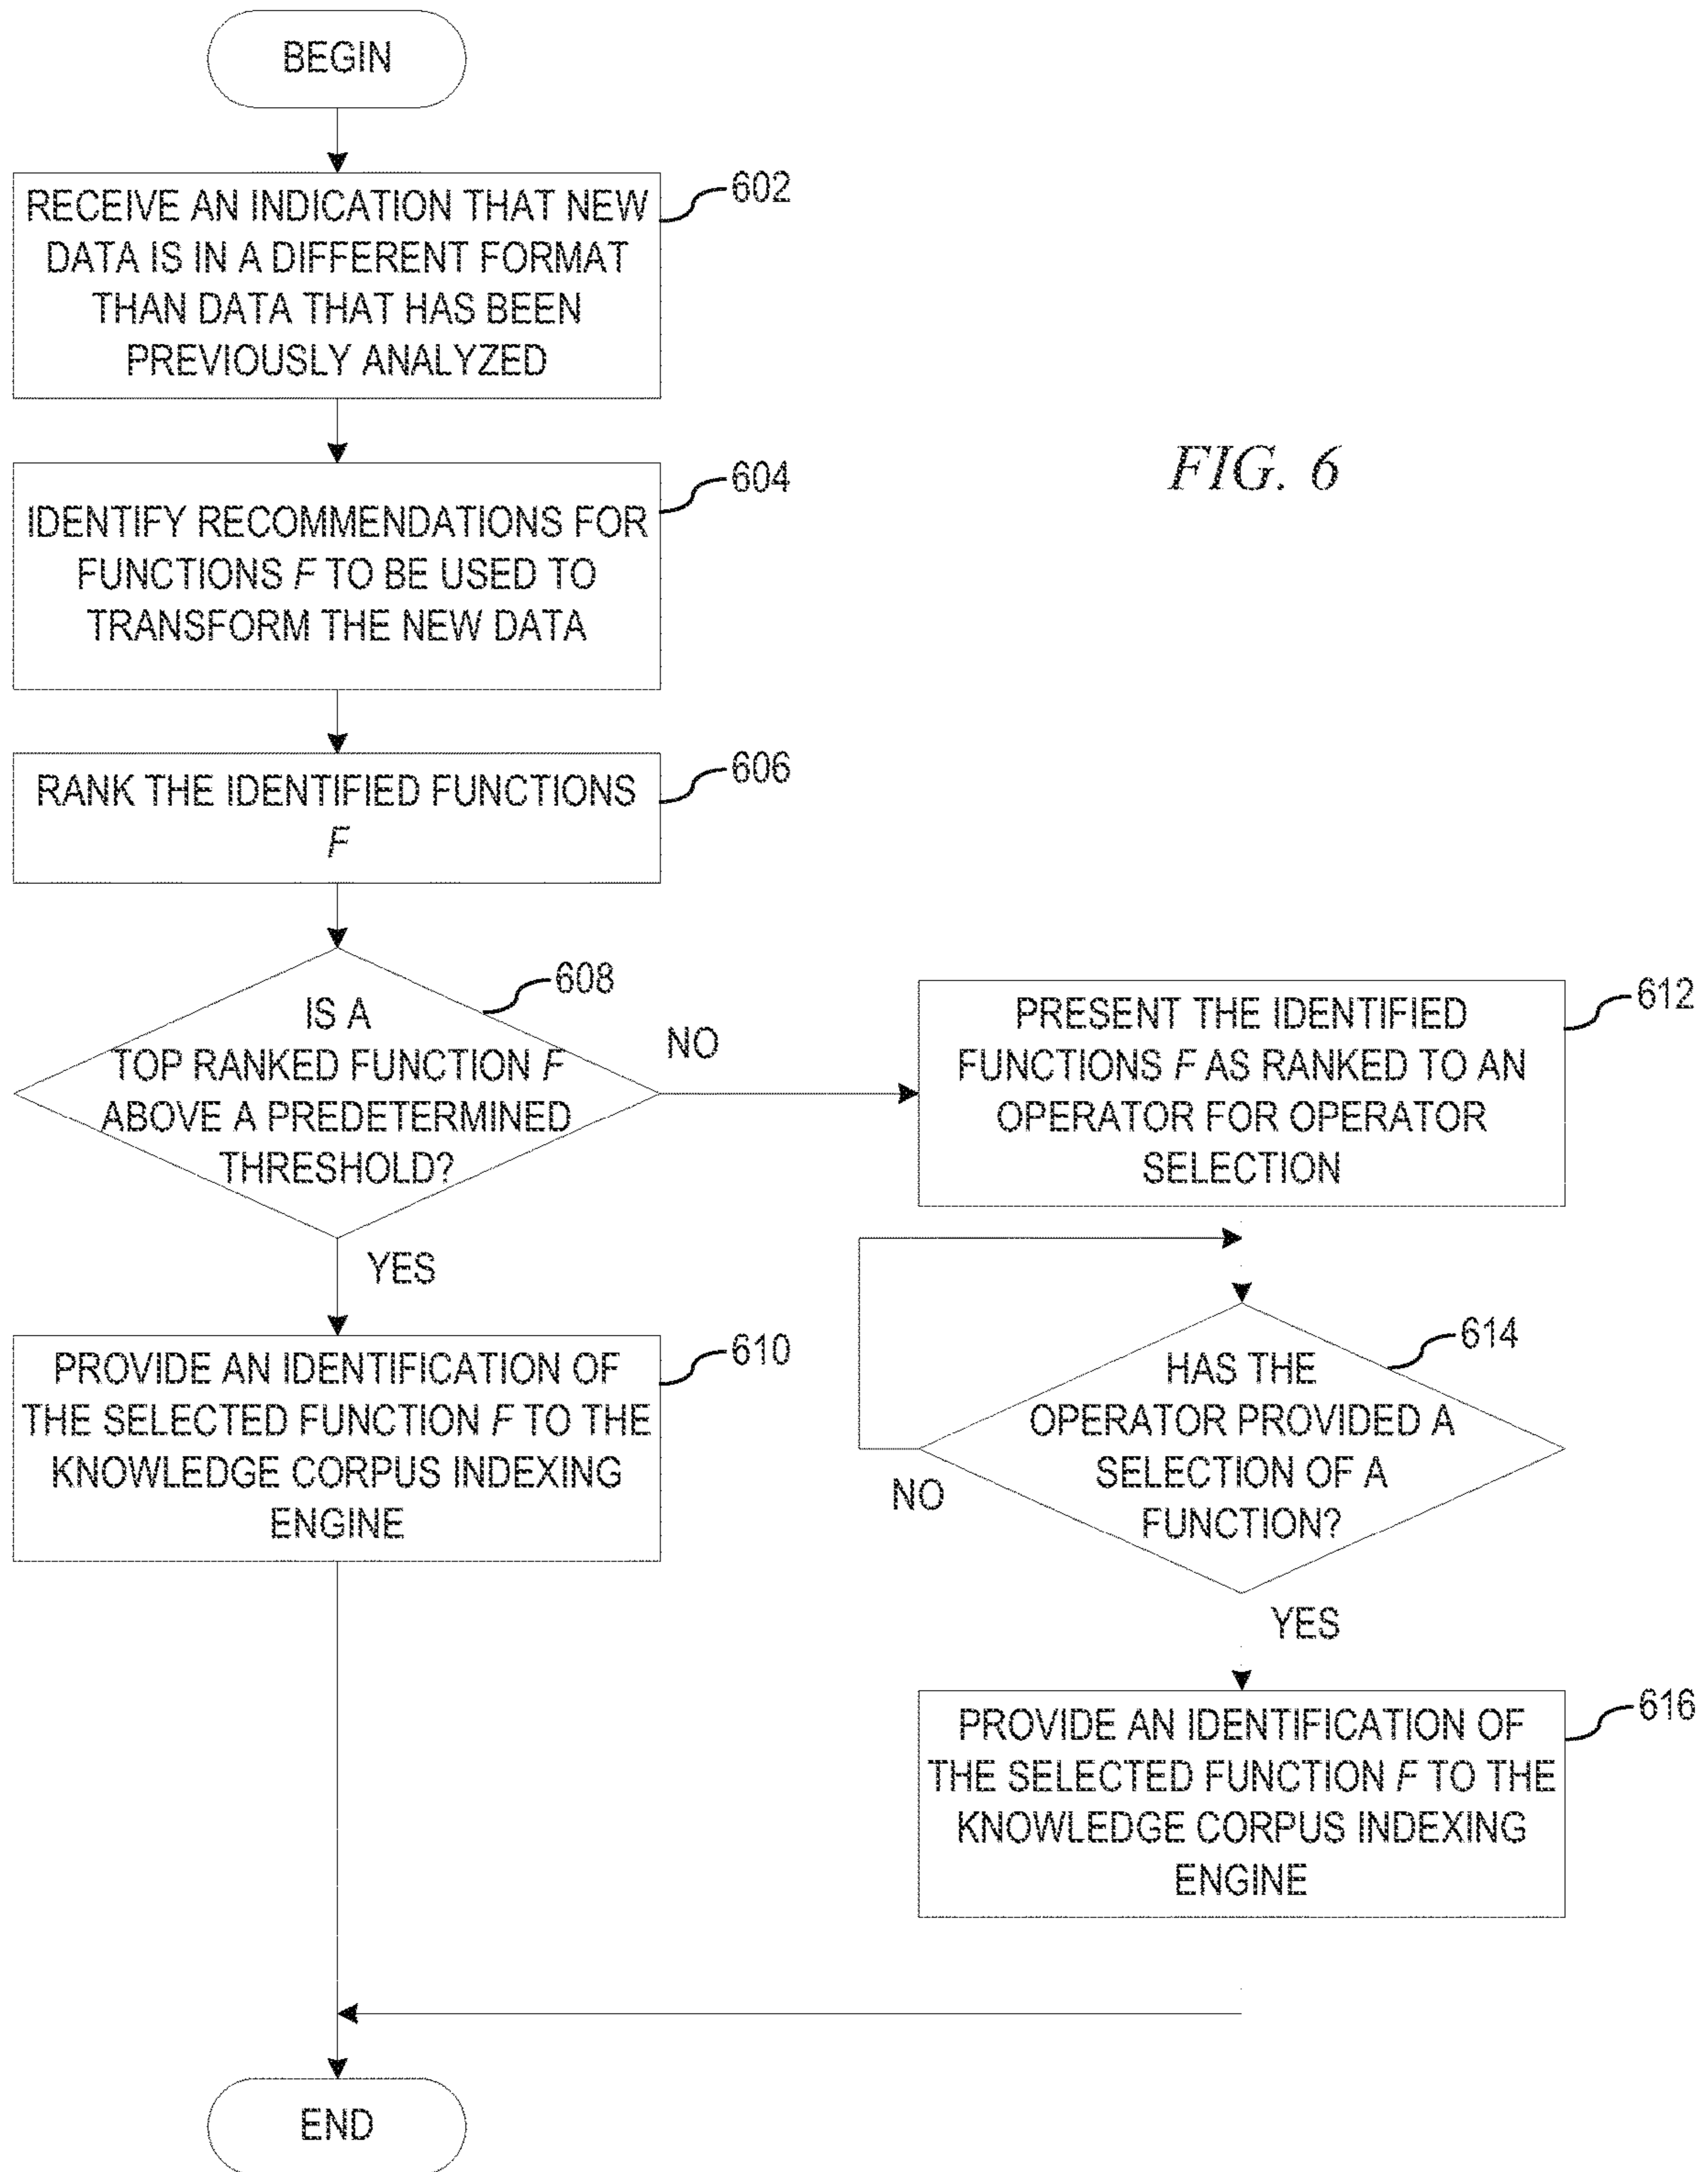 BEGIN
RECEIVE AN INDICATION THAT NEW
DATA IS IN A DIFFERENT FORMAT
THAN DATA THAT HAS BEEN
PREVIOUSLY ANALYZED
602
IDENTIFY RECOMMENDATIONS FOR
FUNCTIONS F TO BE USED TO
TRANSFORM THE NEW DATA
604
FIG. 6
RANK THE IDENTIFIED FUNCTIONS
F
606
IS A
TOP RANKED FUNCTION F
ABOVE A PREDETERMINED
THRESHOLD?
608
NO
YES
PROVIDE AN IDENTIFICATION OF
THE SELECTED FUNCTION F TO THE
KNOWLEDGE CORPUS INDEXING
ENGINE
610
PRESENT THE IDENTIFIED
FUNCTIONS F AS RANKED TO AN
OPERATOR FOR OPERATOR
SELECTION
612
HAS THE
OPERATOR PROVIDED A
SELECTION OF A
FUNCTION?
614
NO
YES
PROVIDE AN IDENTIFICATION OF
THE SELECTED FUNCTION F TO THE
KNOWLEDGE CORPUS INDEXING
ENGINE
616
END